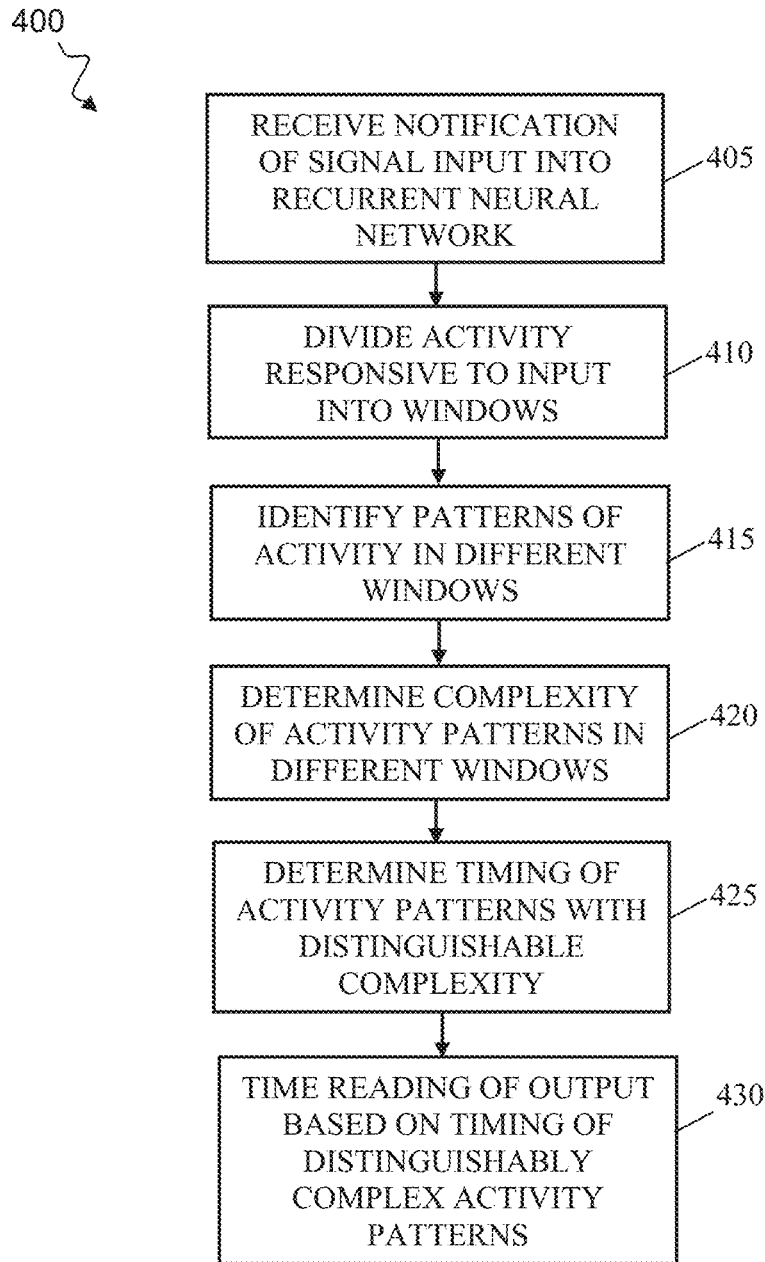 400
RECEIVE NOTIFICATION
OF SIGNAL INPUT INTO
RECURRENT NEURAL
NETWORK
405
DIVIDE ACTIVITY
RESPONSIVE TO INPUT
INTO WINDOWS
410
IDENTIFY PATTERNS OF
ACTIVITY IN DIFFERENT
WINDOWS
415
DETERMINE COMPLEXITY
OF ACTIVITY PATTERNS IN
DIFFERENT WINDOWS
420
DETERMINE TIMING OF
ACTIVITY PATTERNS WITH
DISTINGUISHABLE
COMPLEXITY
425
TIME READING OF OUTPUT
BASED ON TIMING OF
DISTINGUISHABLY
COMPLEX ACTIVITY
PATTERNS
430